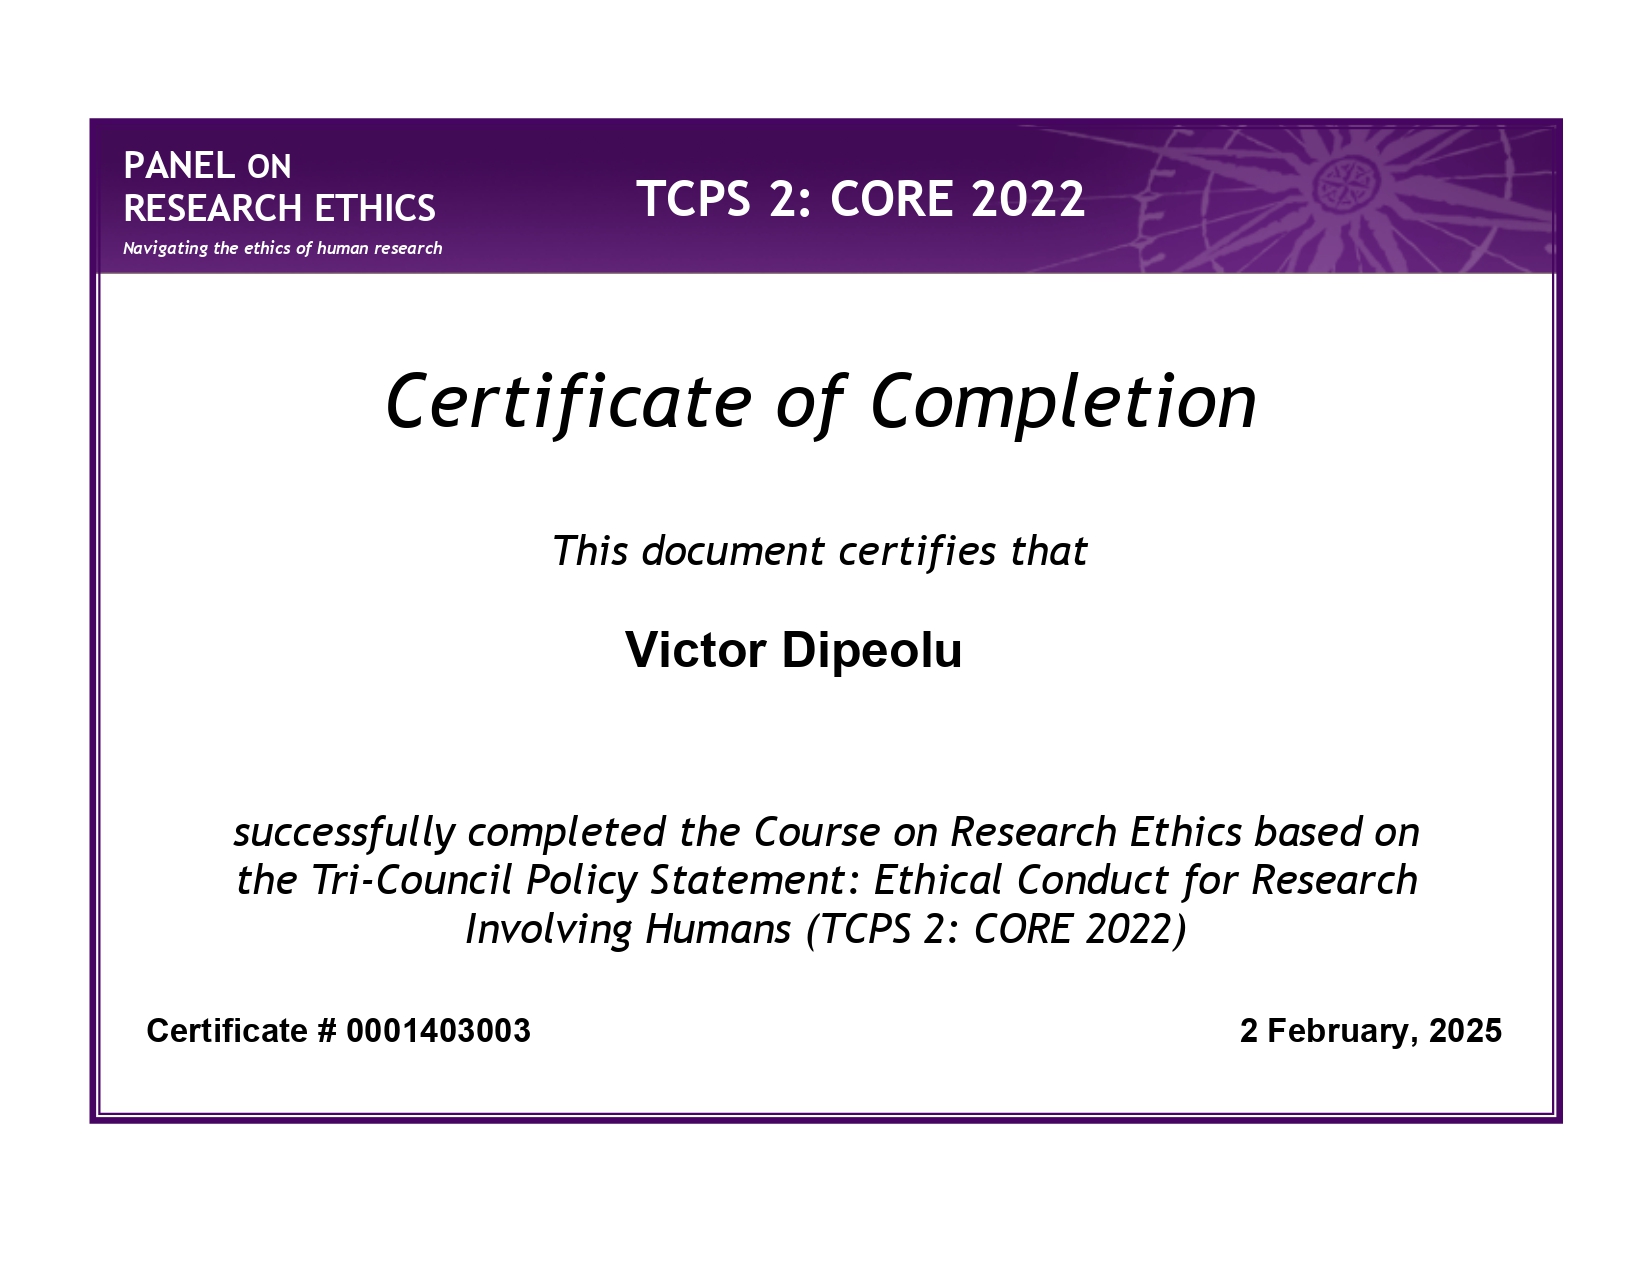 PANEL ON
RESEARCH ETHICS
Navigating the ethics of human research
TCPS 2: CORE 2022
Certificate of Completion
This document certifies that
Victor Dipeolu
successfully completed the Course on Research Ethics based on
the Tri-Council Policy Statement: Ethical Conduct for Research
Involving Humans (TCPS 2: CORE 2022)
Certificate # 0001403003
2 February, 2025